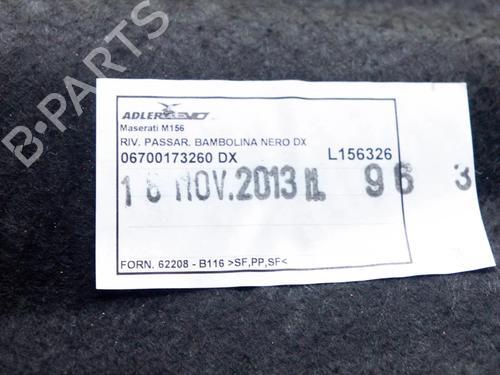 ADLER EVO
Maserati M156
RIV. PASSAR. BAMBOLINA NERO DX
06700173260 DX L156326
16 NOV.2013 96 3
FORN. 62208 - B116 >SF,PP,SF<
B-PARTS